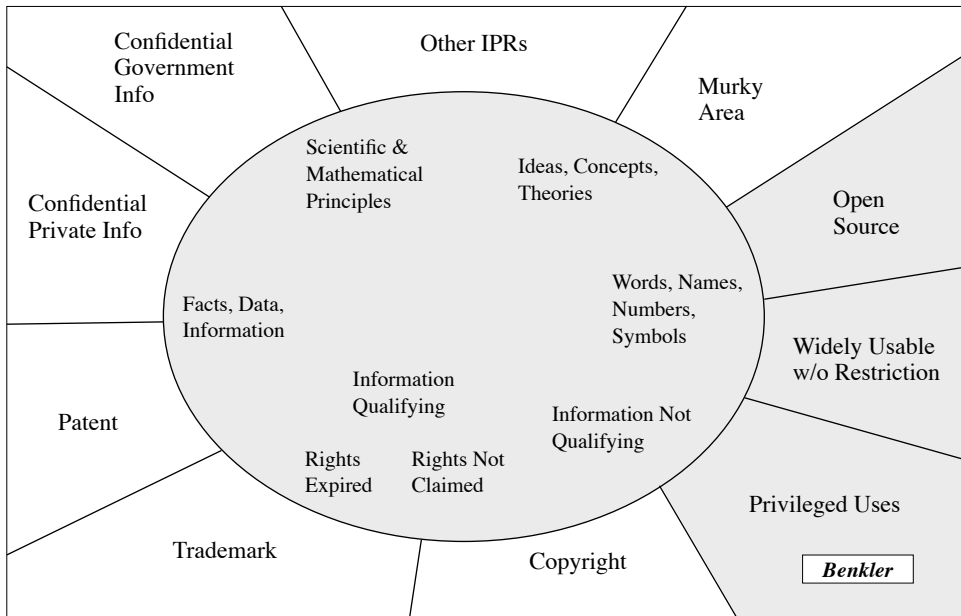 Confidential
Government
Info
Other IPRs
Murky
Area
Scientific &
Mathematical
Principles
Ideas, Concepts,
Theories
Confidential
Private Info
Open
Source
Facts, Data,
Information
Words, Names,
Numbers,
Symbols
Widely Usable
w/o Restriction
Information
Qualifying
Information Not
Qualifying
Patent
Rights
Expired
Rights Not
Claimed
Privileged Uses
Trademark
Copyright
Benkler